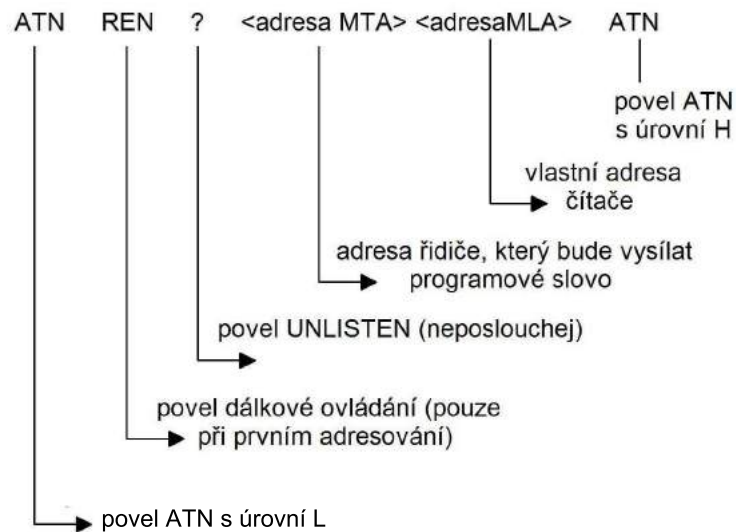 ATN REN ? <adresa MTA> <adresaMLA> ATN
povel ATN
s úrovní H
vlastní adresa
čítače
adresa řidiče, který bude vysílat
programové slovo
povel UNLISTEN (neposlouchej)
povel dálkové ovládání (pouze
při prvním adresování)
povel ATN s úrovní L